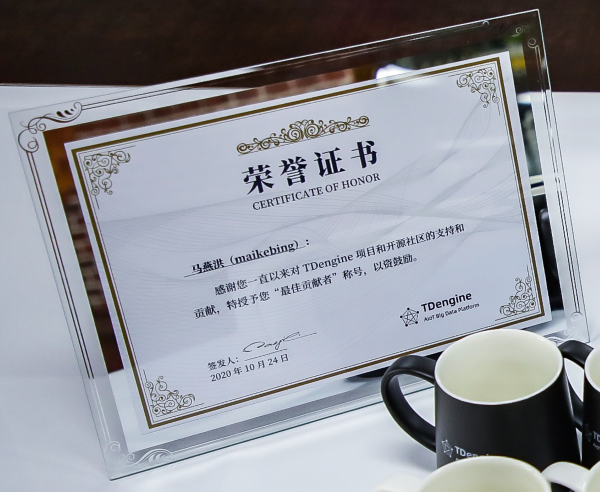 荣誉证书
CERTIFICATE OF HONOR
马燕洪（maikebing）：
感谢您一直以来对 TDengine 项目和开源社区的支持和
贡献，特授予您“最佳贡献者”称号，以资鼓励。
TDengine
AIoT Big Data Platform
签发人：
2020 年 10 月 24 日
TDengine